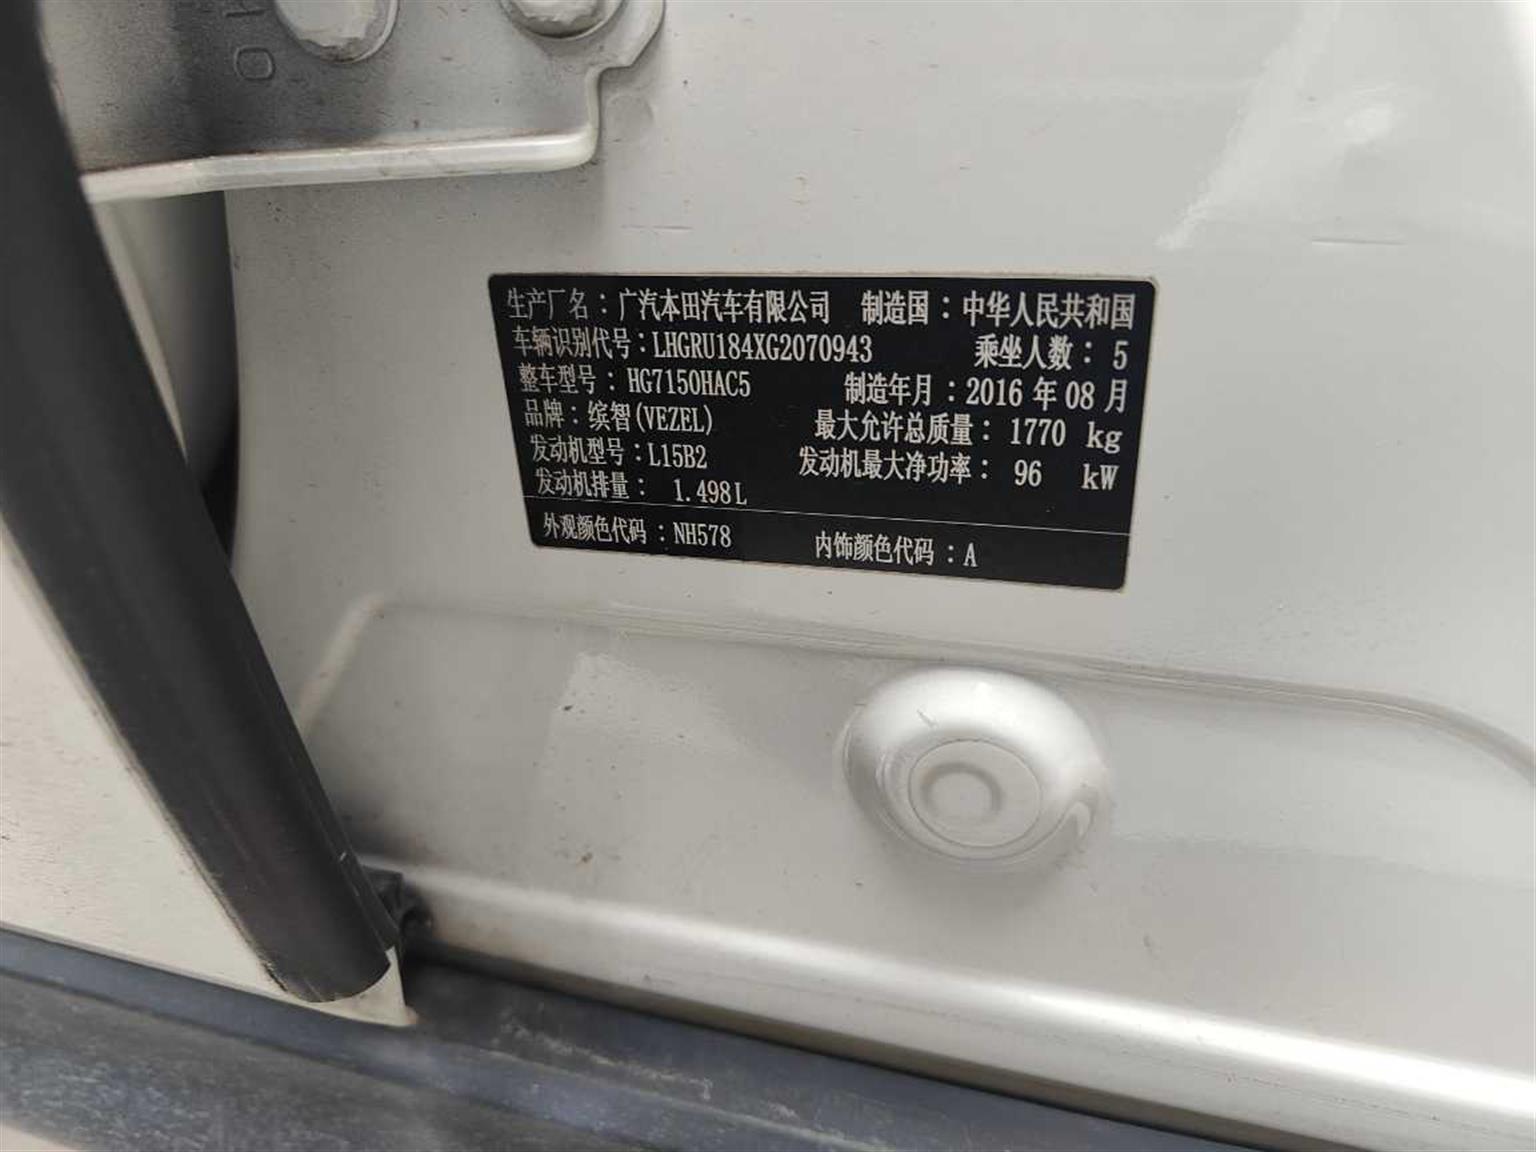 生产厂名：广汽本田汽车有限公司 制造国：中华人民共和国
车辆识别代号：LHGRU184XG2070943 乘坐人数：5
整车型号：HG7150HAC5 制造年月：2016 年 08 月
品牌：缤智(VEZEL) 最大允许总质量：1770 kg
发动机型号：L15B2 发动机最大净功率：96 kW
发动机排量：1.498L
外观颜色代码：NH578 内饰颜色代码：A